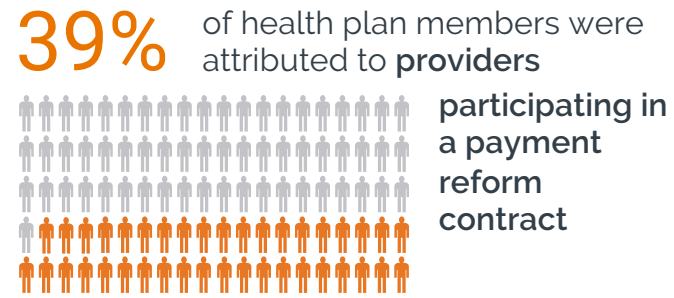 39%
of health plan members were
attributed to providers
participating in
a payment
reform
contract